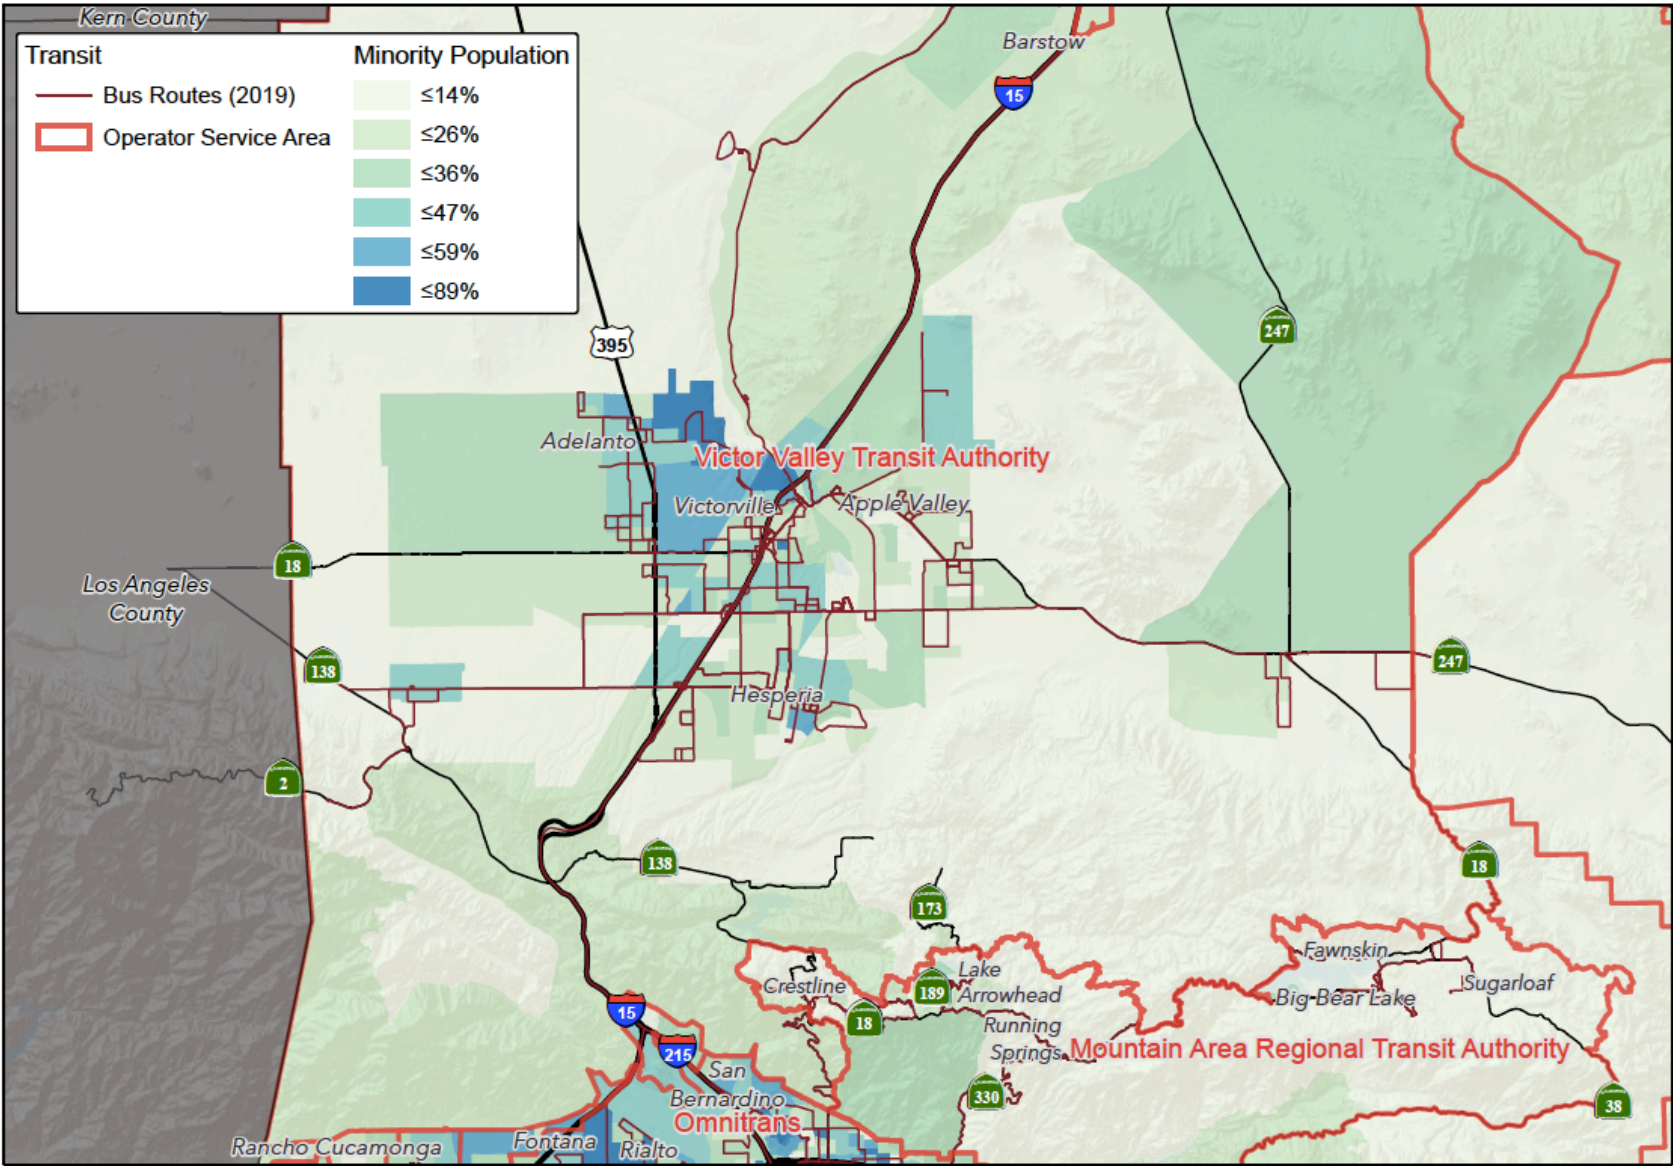 Kern County
Transit
Bus Routes (2019)
Operator Service Area
Minority Population
≤14%
≤26%
≤36%
≤47%
≤59%
≤89%
Barstow
15
247
395
Adelanto
Victor Valley Transit Authority
Victorville
Apple Valley
18
Los Angeles
County
138
247
Hesperia
2
138
18
173
Fawnskin
Crestline
Lake
Arrowhead
189
Sugarloaf
Big Bear Lake
15
18
Running
Springs
215
Mountain Area Regional Transit Authority
San
Bernardino
330
38
Omnitrans
Rancho Cucamonga
Fontana
Rialto